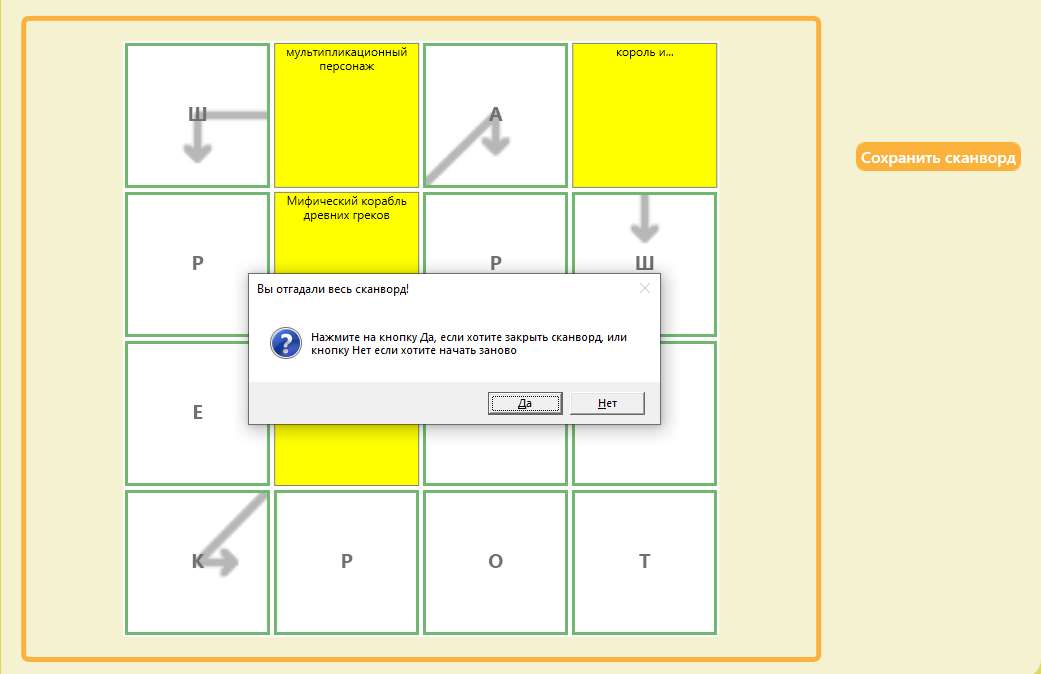 Ш
мультипликационный
персонаж
А
король и...
Сохранить сканворд
Р
Мифический корабль
древних греков
Р
Ш
Вы отгадали весь сканворд!
Нажмите на кнопку Да, если хотите закрыть сканворд, или
кнопку Нет если хотите начать заново
Да
Нет
Е
К
Р
О
Т